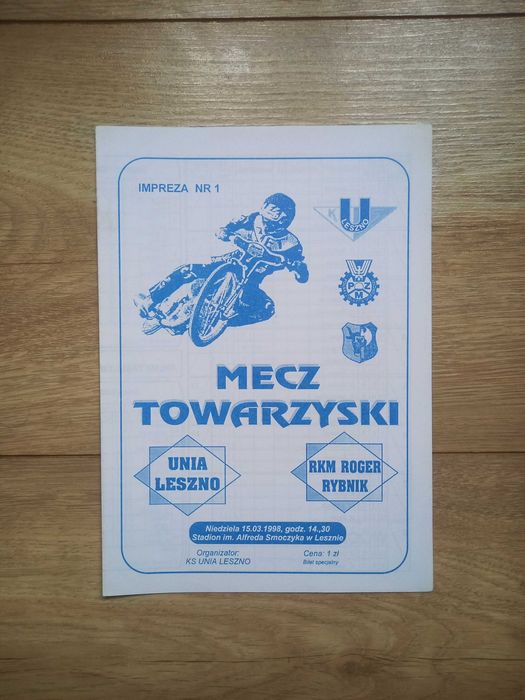 IMPREZA NR 1
K U S
LESZNO
PZM
MECZ
TOWARZYSKI
UNIA
LESZNO
RKM ROGER
RYBNIK
Niedziela 15.03.1998, godz. 14.,30
Stadion im. Alfreda Smoczyka w Lesznie
Organizator:
KS UNIA LESZNO
Cena: 1 zł
Bilet specjalny